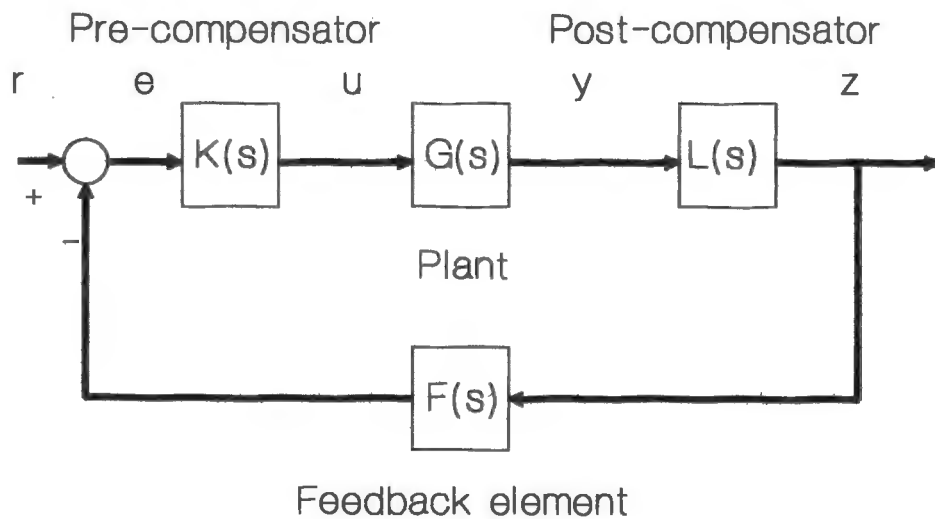 Pre-compensator Post-compensator
r e u y z
K(s) G(s) L(s)
+
-
Plant
F(s)
Feedback element